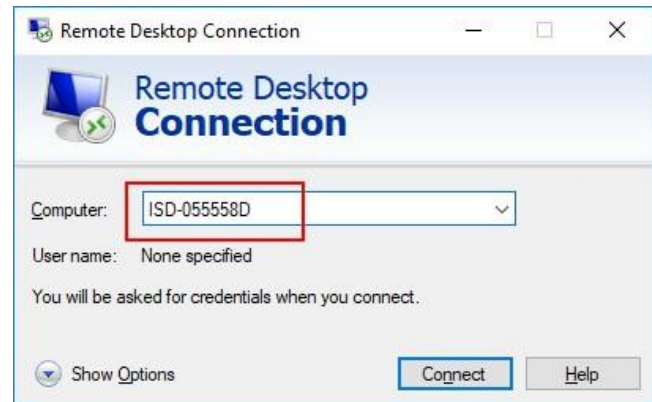 Remote Desktop Connection
Remote Desktop
Connection
Computer: ISD-055558D
User name: None specified
You will be asked for credentials when you connect.
Show Options Connect Help